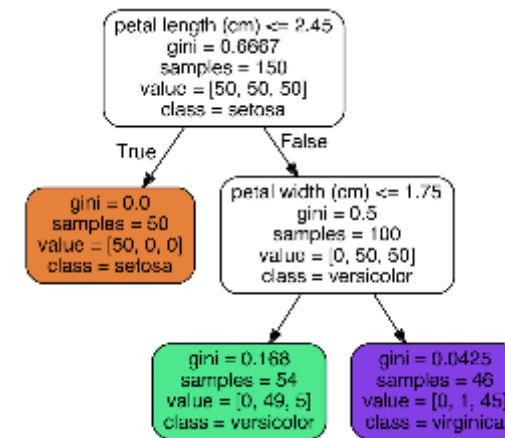 petal length (cm) <= 2.45
gini = 0.6667
samples = 150
value = [50, 50, 50]
class = setosa
True
False
gini = 0.0
samples = 50
value = [50, 0, 0]
class = setosa
petal width (cm) <= 1.75
gini = 0.5
samples = 100
value = [0, 50, 50]
class = versicolor
gini = 0.168
samples = 54
value = [0, 49, 5]
class = versicolor
gini = 0.0425
samples = 46
value = [0, 1, 45]
class = virginica